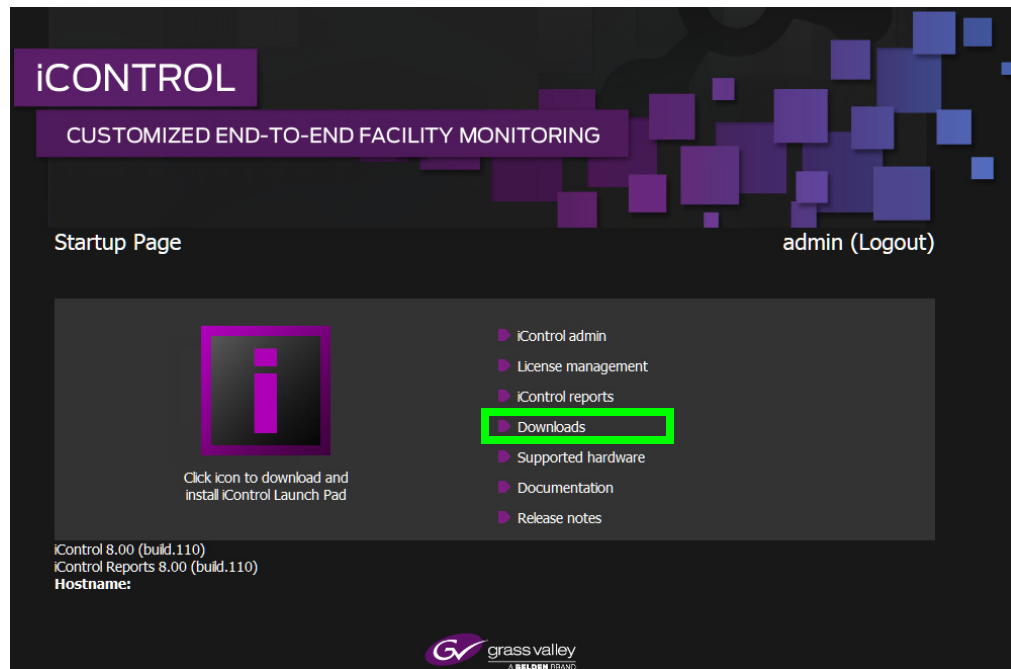 iCONTROL
CUSTOMIZED END-TO-END FACILITY MONITORING
Startup Page
admin (Logout)
i
Click icon to download and
install iControl Launch Pad
iControl admin
License management
iControl reports
Downloads
Supported hardware
Documentation
Release notes
iControl 8.00 (build.110)
iControl Reports 8.00 (build.110)
Hostname:
GV grass valley
A BELDEN BRAND